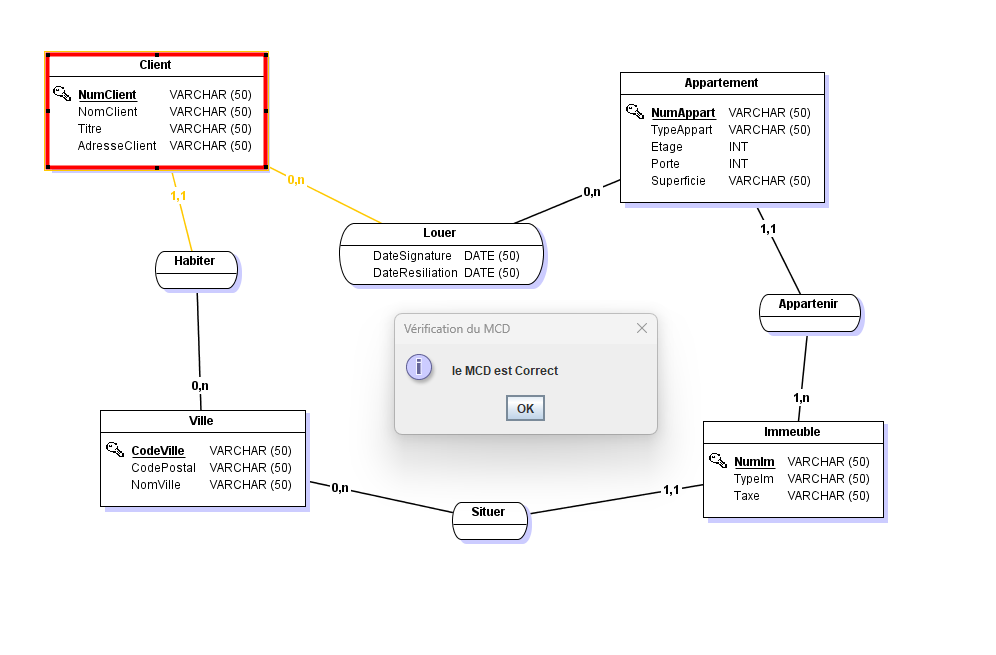 Client
NumClient VARCHAR (50)
NomClient VARCHAR (50)
Titre VARCHAR (50)
AdresseClient VARCHAR (50)
Appartement
NumAppart VARCHAR (50)
TypeAppart VARCHAR (50)
Etage INT
Porte INT
Superficie VARCHAR (50)
1,1
0,n
0,n
Louer
DateSignature DATE (50)
DateResiliation DATE (50)
1,1
Habiter
Appartenir
Vérification du MCD
le MCD est Correct
OK
0,n
1,n
Ville
CodeVille VARCHAR (50)
CodePostal VARCHAR (50)
NomVille VARCHAR (50)
Immeuble
NumIm VARCHAR (50)
TypeIm VARCHAR (50)
Taxe VARCHAR (50)
0,n
1,1
Situer